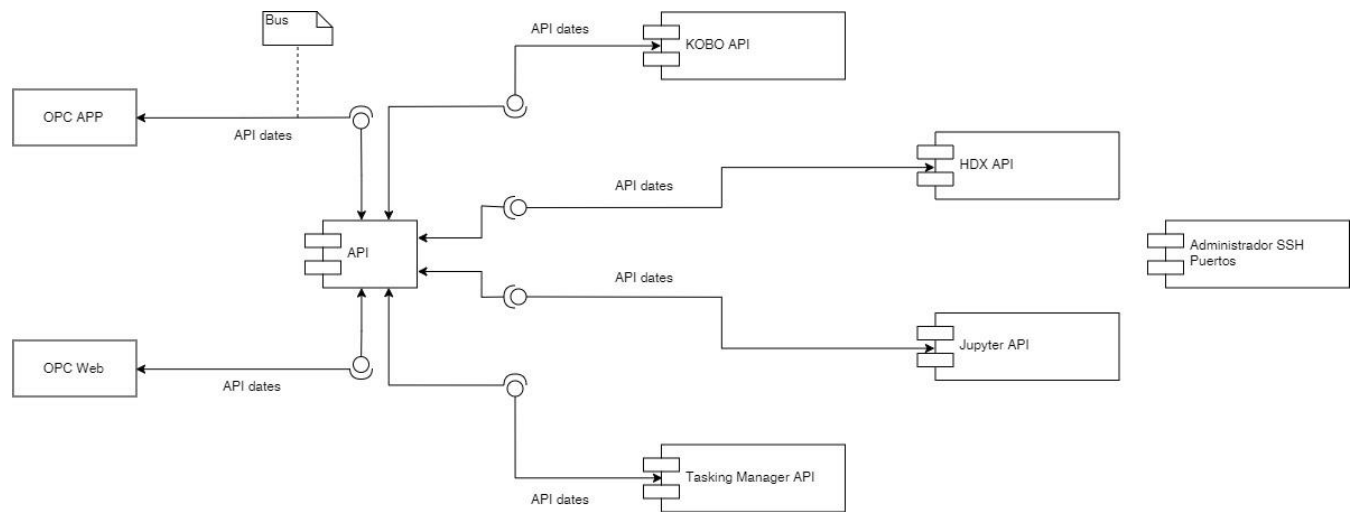 Bus
API dates
KOBO API
OPC APP
API dates
HDX API
API dates
API
Administrador SSH
Puertos
API dates
Jupyter API
OPC Web
API dates
Tasking Manager API
API dates